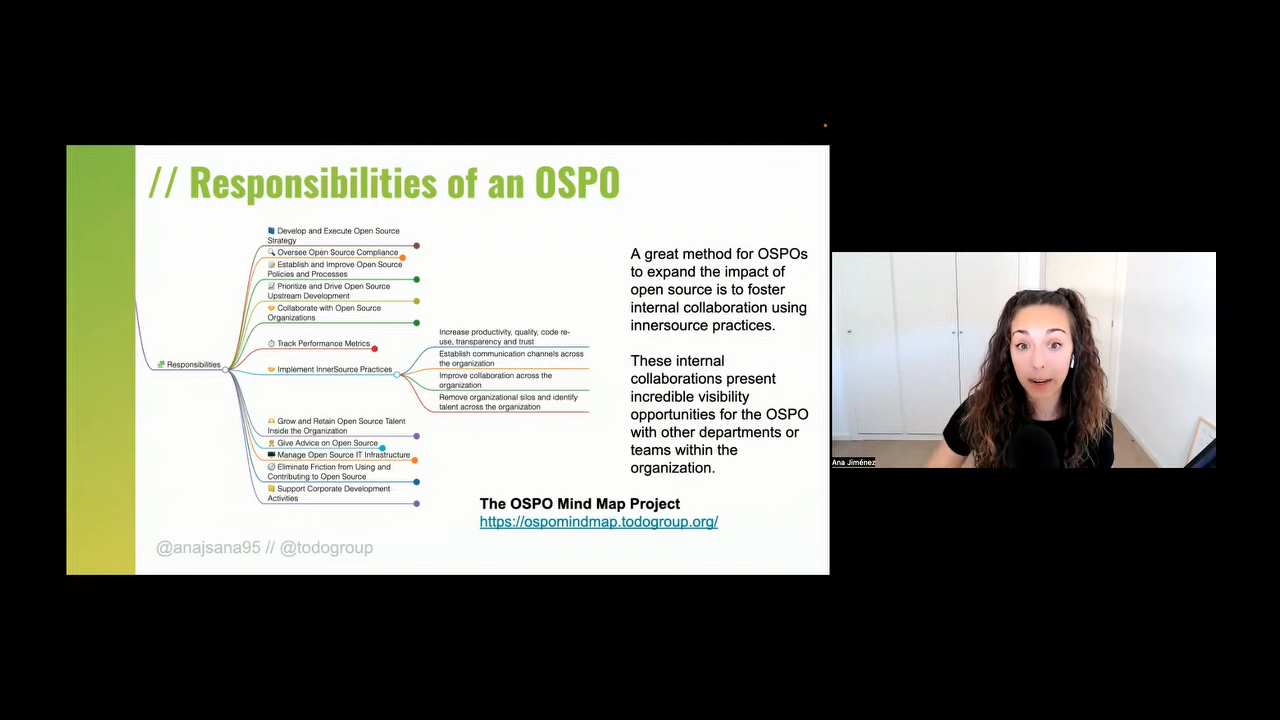 // Responsibilities of an OSPO
Develop and Execute Open Source
Strategy
Oversee Open Source Compliance
Establish and Improve Open Source
Policies and Processes
Prioritize and Drive Open Source
Upstream Development
Collaborate with Open Source
Organizations
Track Performance Metrics
Responsibilities
Implement InnerSource Practices
Increase productivity, quality, code re-
use, transparency and trust
Establish communication channels across
the organization
Improve collaboration across the
organization
Remove organizational silos and identify
talent across the organization
Grow and Retain Open Source Talent
Inside the Organization
Give Advice on Open Source
Manage Open Source IT Infrastructure
Eliminate Friction from Using and
Contributing to Open Source
Support Corporate Development
Activities
A great method for OSPOs
to expand the impact of
open source is to foster
internal collaboration using
innersource practices.
These internal
collaborations present
incredible visibility
opportunities for the OSPO
with other departments or
teams within the
organization.
The OSPO Mind Map Project
https://ospomindmap.todogroup.org/
@anajsana95 // @todogroup
Ana Jiménez